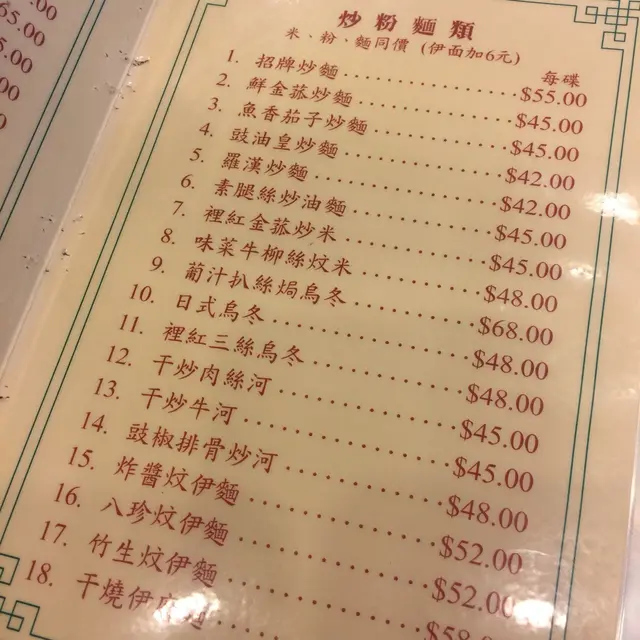 炒粉麵類
米、粉、麵同價 (伊面加6元)
每碟
1. 招牌炒麵 $55.00
2. 鮮金菇炒麵 $45.00
3. 魚香茄子炒麵 $45.00
4. 豉油皇炒麵 $42.00
5. 羅漢炒麵 $42.00
6. 素腿絲炒油麵 $45.00
7. 裡紅金菇炒米 $45.00
8. 味菜牛柳絲炆米 $48.00
9. 葡汁扒絲焗烏冬 $68.00
10. 日式烏冬 $48.00
11. 裡紅三絲烏冬 $48.00
12. 干炒肉絲河 $45.00
13. 干炒牛河 $45.00
14. 豉椒排骨炒河 $48.00
15. 炸醬炆伊麵 $52.00
16. 八珍炆伊麵 $52.00
17. 竹生炆伊麵 $58.00
18. 干燒伊